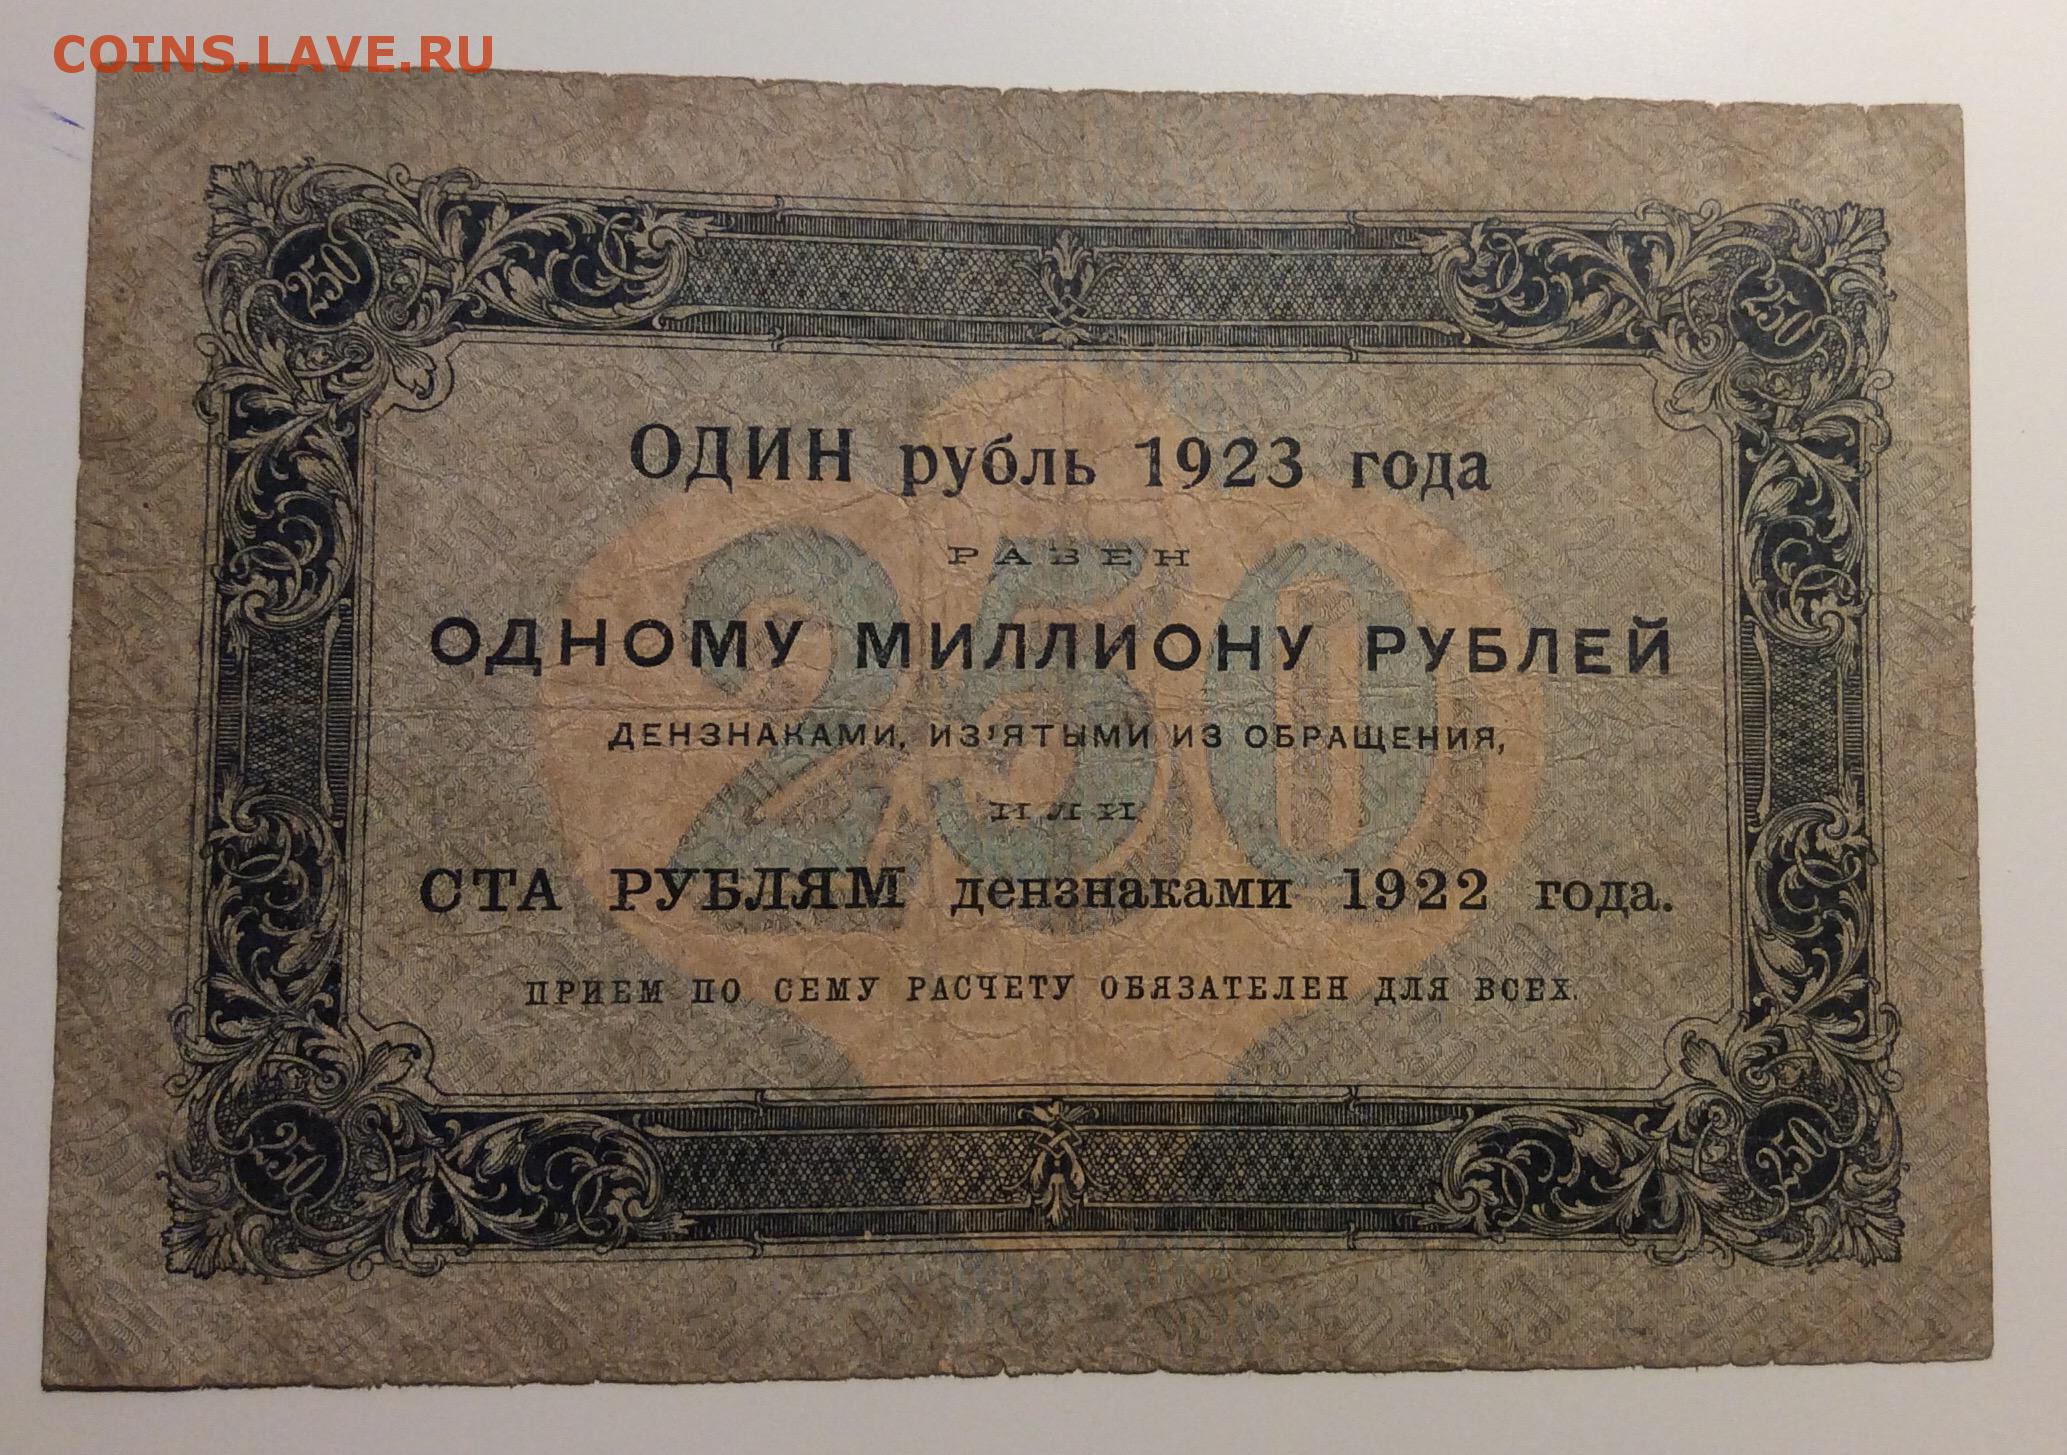 COINS.LAVE.RU
250 250
ОДИН рубль 1923 года
РАВЕН
250
ОДНОМУ МИЛЛИОНУ РУБЛЕЙ
ДЕНЗНАКАМИ, ИЗ'ЯТЫМИ ИЗ ОБРАЩЕНИЯ,
ИЛИ
СТА РУБЛЯМ дензнаками 1922 года.
ПРИЕМ ПО СЕМУ РАСЧЕТУ ОБЯЗАТЕЛЕН ДЛЯ ВСЕХ.
250 250